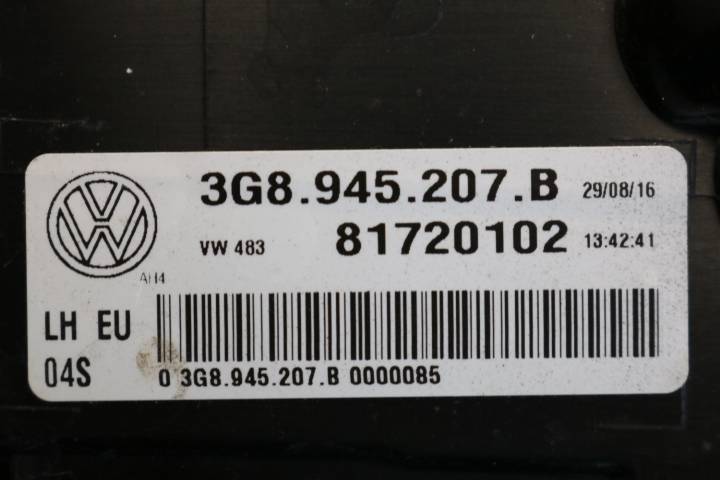 3G8.945.207.B 29/08/16
VW 483 81720102 13:42:41
AH4
LH EU
04S
0 3G8.945.207.B 0000085